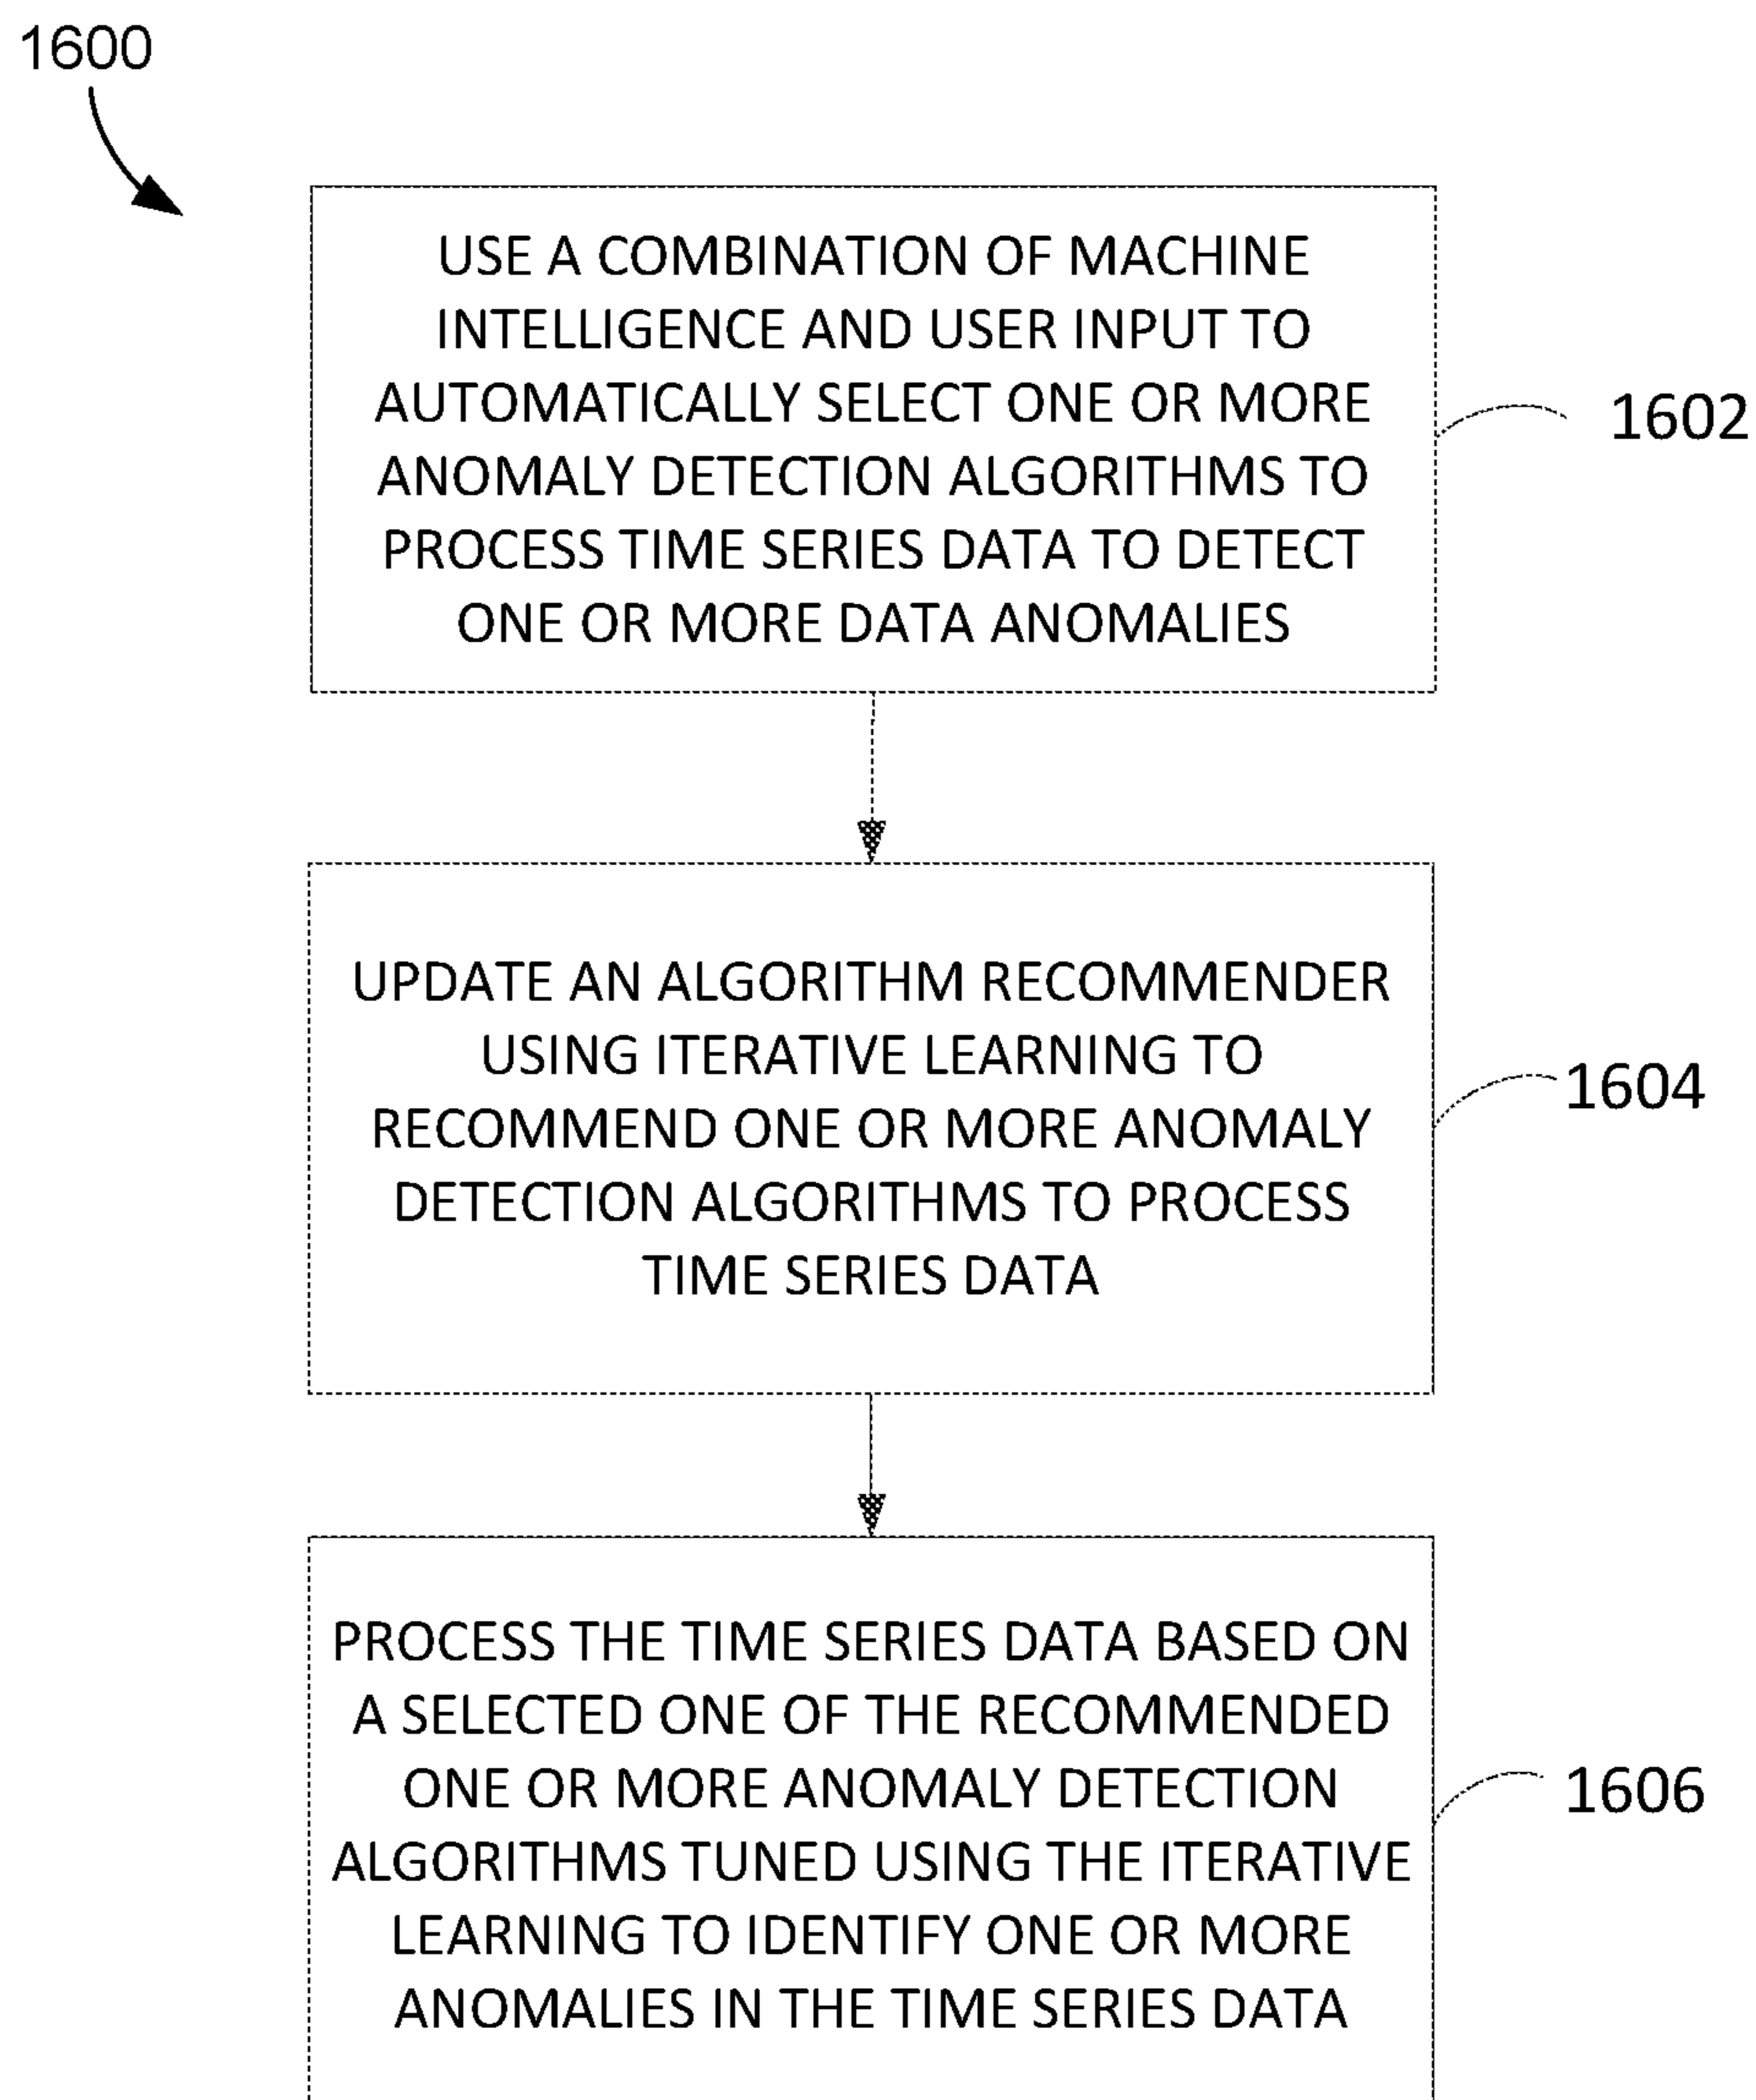 1600
USE A COMBINATION OF MACHINE
INTELLIGENCE AND USER INPUT TO
AUTOMATICALLY SELECT ONE OR MORE
ANOMALY DETECTION ALGORITHMS TO
PROCESS TIME SERIES DATA TO DETECT
ONE OR MORE DATA ANOMALIES
1602
UPDATE AN ALGORITHM RECOMMENDER
USING ITERATIVE LEARNING TO
RECOMMEND ONE OR MORE ANOMALY
DETECTION ALGORITHMS TO PROCESS
TIME SERIES DATA
1604
PROCESS THE TIME SERIES DATA BASED ON
A SELECTED ONE OF THE RECOMMENDED
ONE OR MORE ANOMALY DETECTION
ALGORITHMS TUNED USING THE ITERATIVE
LEARNING TO IDENTIFY ONE OR MORE
ANOMALIES IN THE TIME SERIES DATA
1606